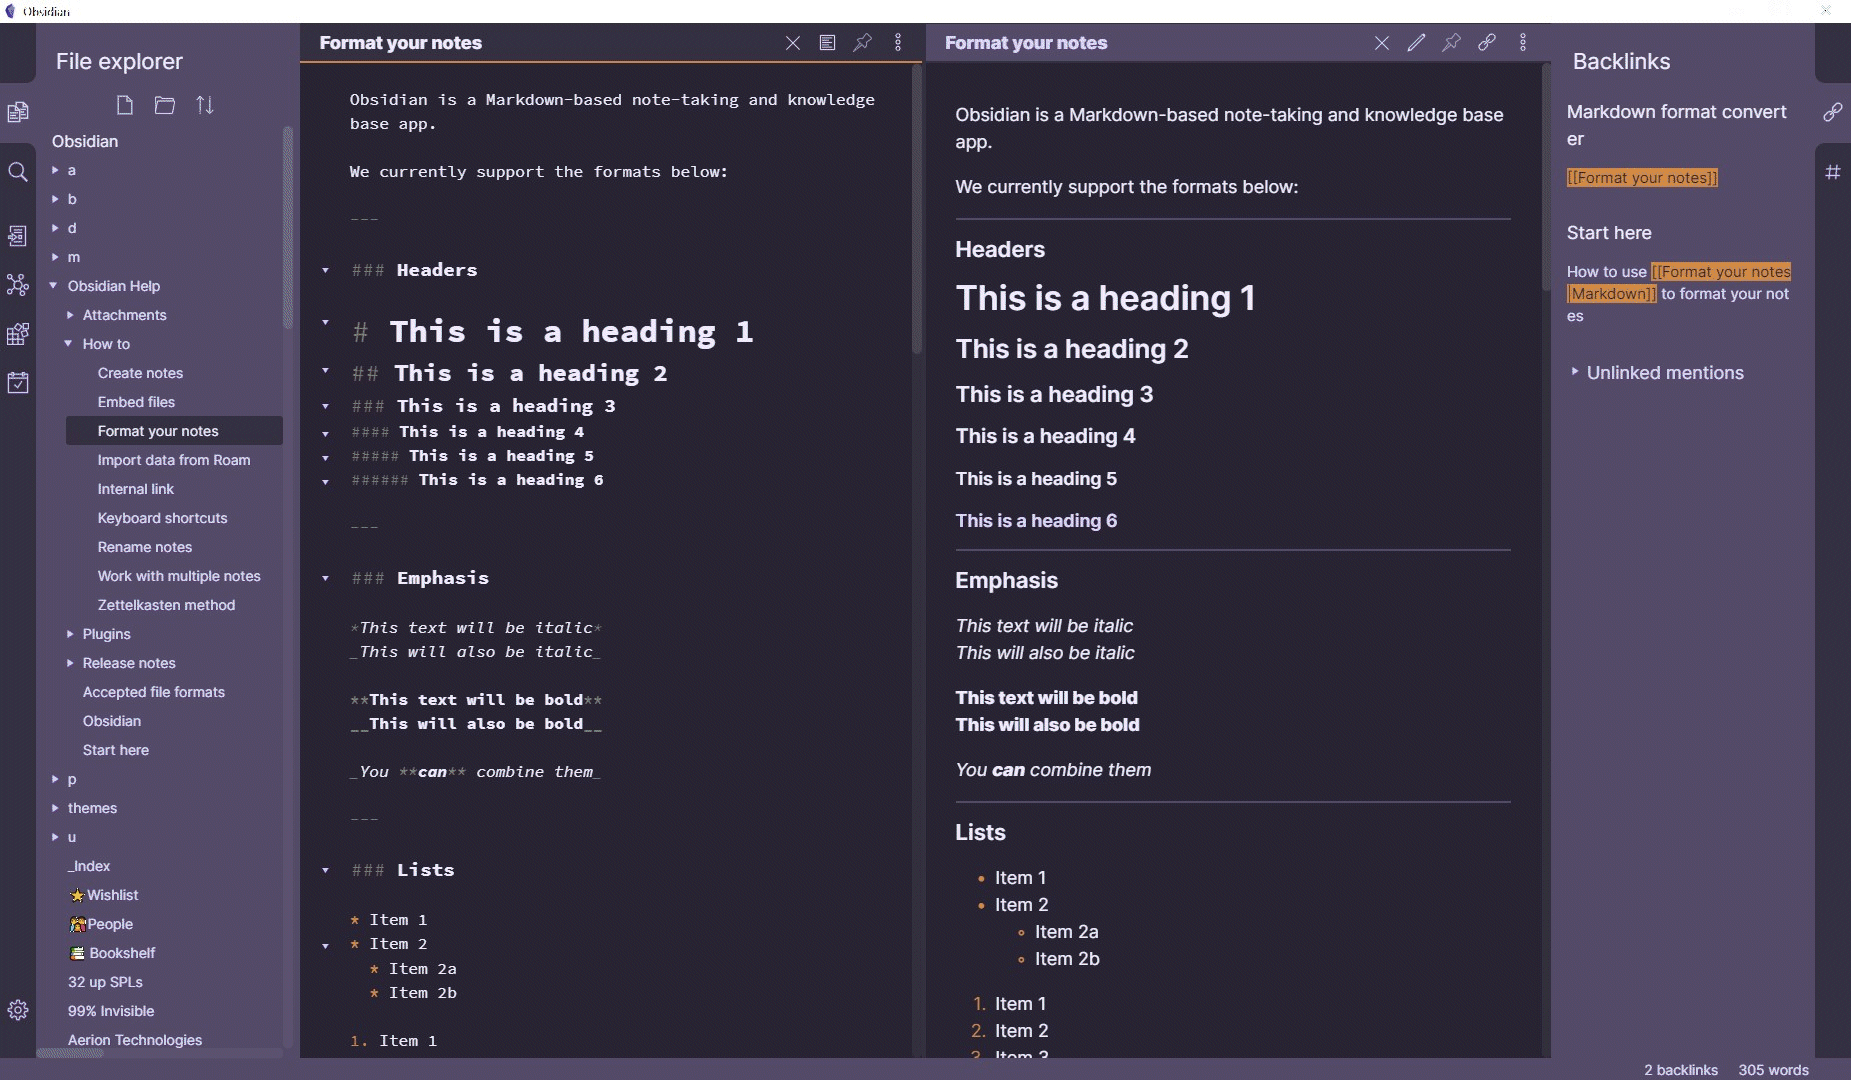 Obsidian
File explorer
Obsidian
a
b
d
m
Obsidian Help
Attachments
How to
Create notes
Embed files
Format your notes
Import data from Roam
Internal link
Keyboard shortcuts
Rename notes
Work with multiple notes
Zettelkasten method
Plugins
Release notes
Accepted file formats
Obsidian
Start here
p
themes
u
_Index
⭐Wishlist
People
📚 Bookshelf
32 up SPLs
99% Invisible
Aerion Technologies
Format your notes
Obsidian is a Markdown-based note-taking and knowledge
base app.
We currently support the formats below:
---
### Headers
# This is a heading 1
## This is a heading 2
### This is a heading 3
#### This is a heading 4
##### This is a heading 5
###### This is a heading 6
---
### Emphasis
*This text will be italic*
_This will also be italic_
**This text will be bold**
__This will also be bold__
_You **can** combine them_
---
### Lists
* Item 1
* Item 2
* Item 2a
* Item 2b
1. Item 1
Format your notes
Obsidian is a Markdown-based note-taking and knowledge base
app.
We currently support the formats below:
Headers
This is a heading 1
This is a heading 2
This is a heading 3
This is a heading 4
This is a heading 5
This is a heading 6
Emphasis
This text will be italic
This will also be italic
This text will be bold
This will also be bold
You can combine them
Lists
• Item 1
• Item 2
◦ Item 2a
◦ Item 2b
1. Item 1
2. Item 2
3. Item 3
Backlinks
Markdown format convert
er
[[Format your notes]]
Start here
How to use [[Format your notes
|Markdown]] to format your not
es
Unlinked mentions
2 backlinks 305 words